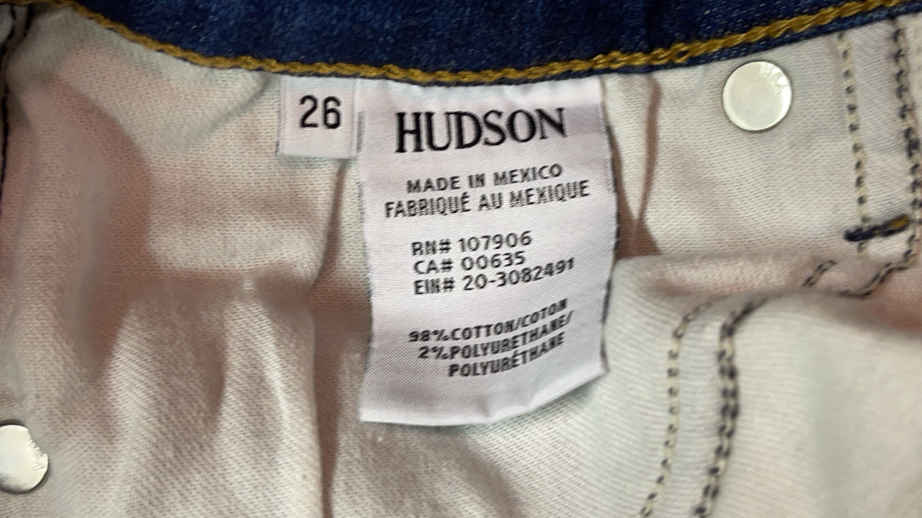 26
HUDSON
MADE IN MEXICO
FABRIQUÉ AU MEXIQUE
RN# 107906
CA# 00635
EIN# 20-3082491
98%COTTON/COTON
2%POLYURETHANE/
POLYURÉTHANE